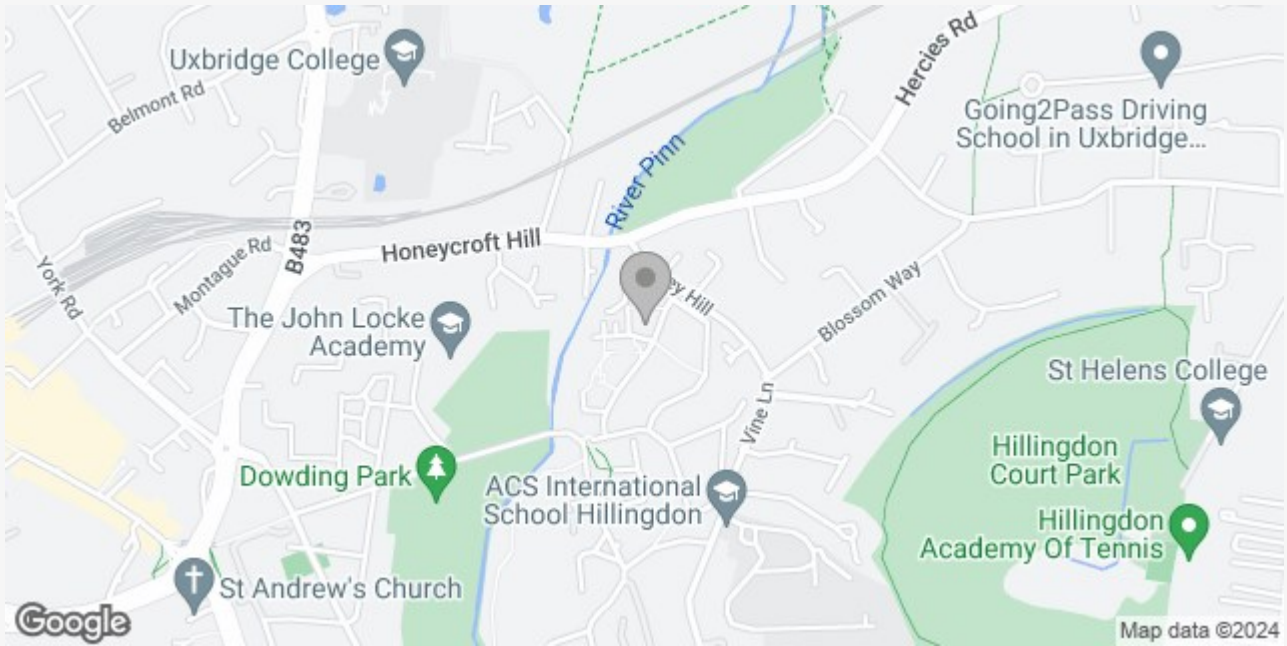 Uxbridge College
Belmont Rd
Hercies Rd
Going2Pass Driving
School in Uxbridge...
River Pinn
B483
Honeycroft Hill
Montague Rd
York Rd
ey Hill
Blossom Way
The John Locke
Academy
St Helens College
Vine Ln
Dowding Park
ACS International
School Hillingdon
Hillingdon
Court Park
Hillingdon
Academy Of Tennis
St Andrew's Church
Google
Map data ©2024